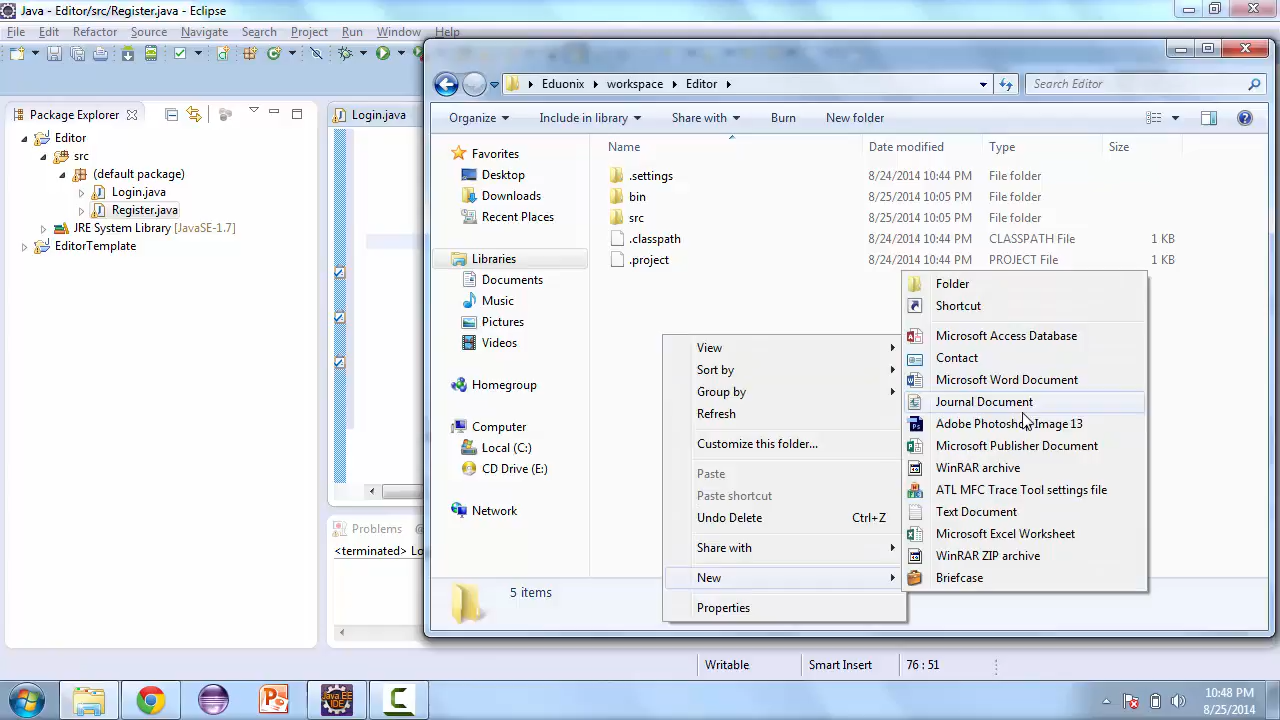 Java - Editor/src/Register.java - Eclipse
File Edit Refactor Source Navigate Search Project Run Window Help
Package Explorer
Editor
src
(default package)
Login.java
Register.java
JRE System Library [JavaSE-1.7]
EditorTemplate
Login.java
Problems @
<terminated> Lo
Eduonix workspace Editor
Search Editor
Organize Include in library Share with Burn New folder
Favorites
Desktop
Downloads
Recent Places
Libraries
Documents
Music
Pictures
Videos
Homegroup
Computer
Local (C:)
CD Drive (E:)
Network
Name Date modified Type Size
.settings 8/24/2014 10:44 PM File folder
bin 8/25/2014 10:05 PM File folder
src 8/25/2014 10:05 PM File folder
.classpath 8/24/2014 10:44 PM CLASSPATH File 1 KB
.project 8/24/2014 10:44 PM PROJECT File 1 KB
View
Sort by
Group by
Refresh
Customize this folder...
Paste
Paste shortcut
Undo Delete Ctrl+Z
Share with
New
Properties
Folder
Shortcut
Microsoft Access Database
Contact
Microsoft Word Document
Journal Document
Adobe Photoshop Image 13
Microsoft Publisher Document
WinRAR archive
ATL MFC Trace Tool settings file
Text Document
Microsoft Excel Worksheet
WinRAR ZIP archive
Briefcase
5 items
Writable Smart Insert 76 : 51
Java EE
IDE
10:48 PM
8/25/2014